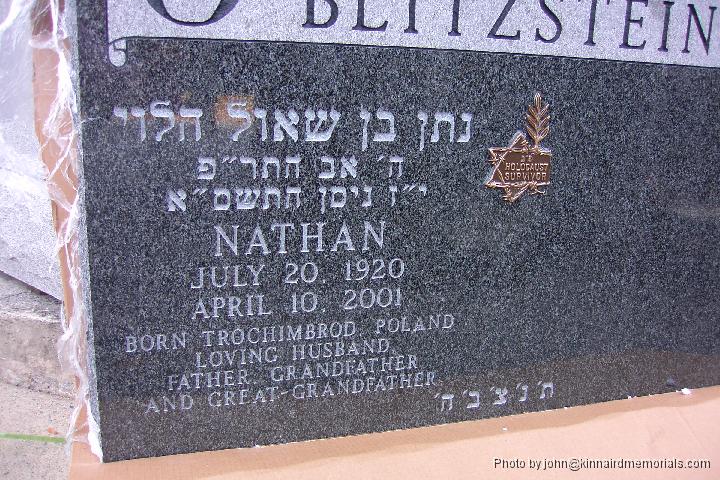 BLITZSTEIN
נתן בן שאול הלוי
ה׳ אב התר״פ
י״ז ניסן התשס״א
NATHAN
JULY 20, 1920
APRIL 10, 2001
BORN TROCHIMBROD, POLAND
LOVING HUSBAND
FATHER, GRANDFATHER
AND GREAT-GRANDFATHER
ת׳ נ׳ צ׳ ב׳ ה׳
HOLOCAUST
SURVIVOR
Photo by john@kinnairdmemorials.com